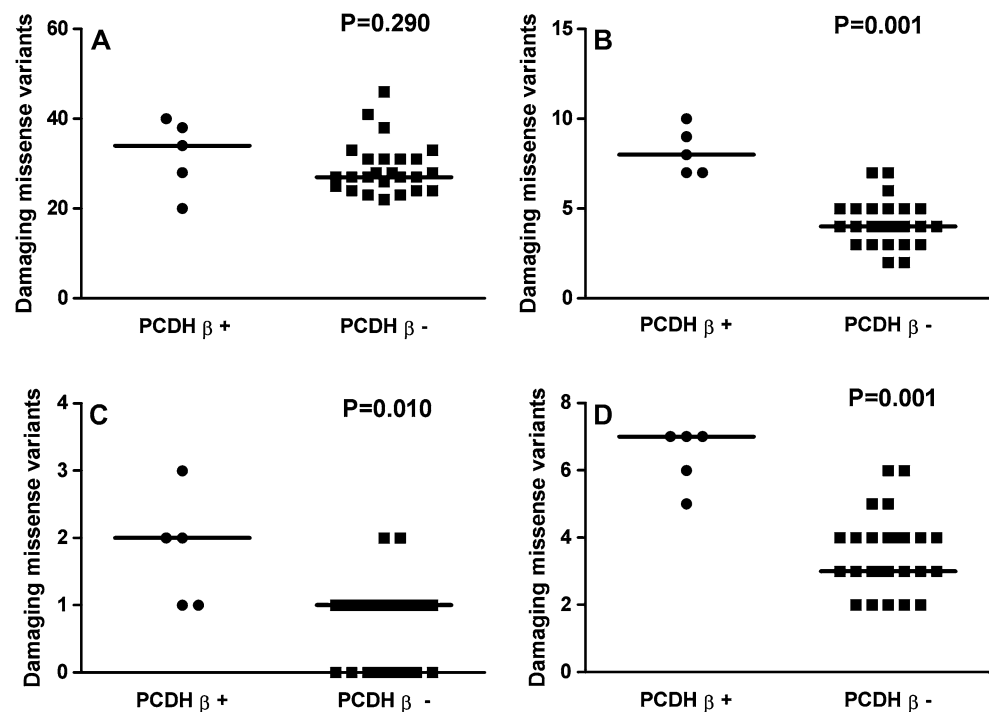 A
P=0.290
Damaging missense variants
60
40
20
0
PCDH β +
PCDH β -
B
P=0.001
Damaging missense variants
15
10
5
0
PCDH β +
PCDH β -
C
P=0.010
Damaging missense variants
4
3
2
1
0
PCDH β +
PCDH β -
D
P=0.001
Damaging missense variants
8
6
4
2
0
PCDH β +
PCDH β -